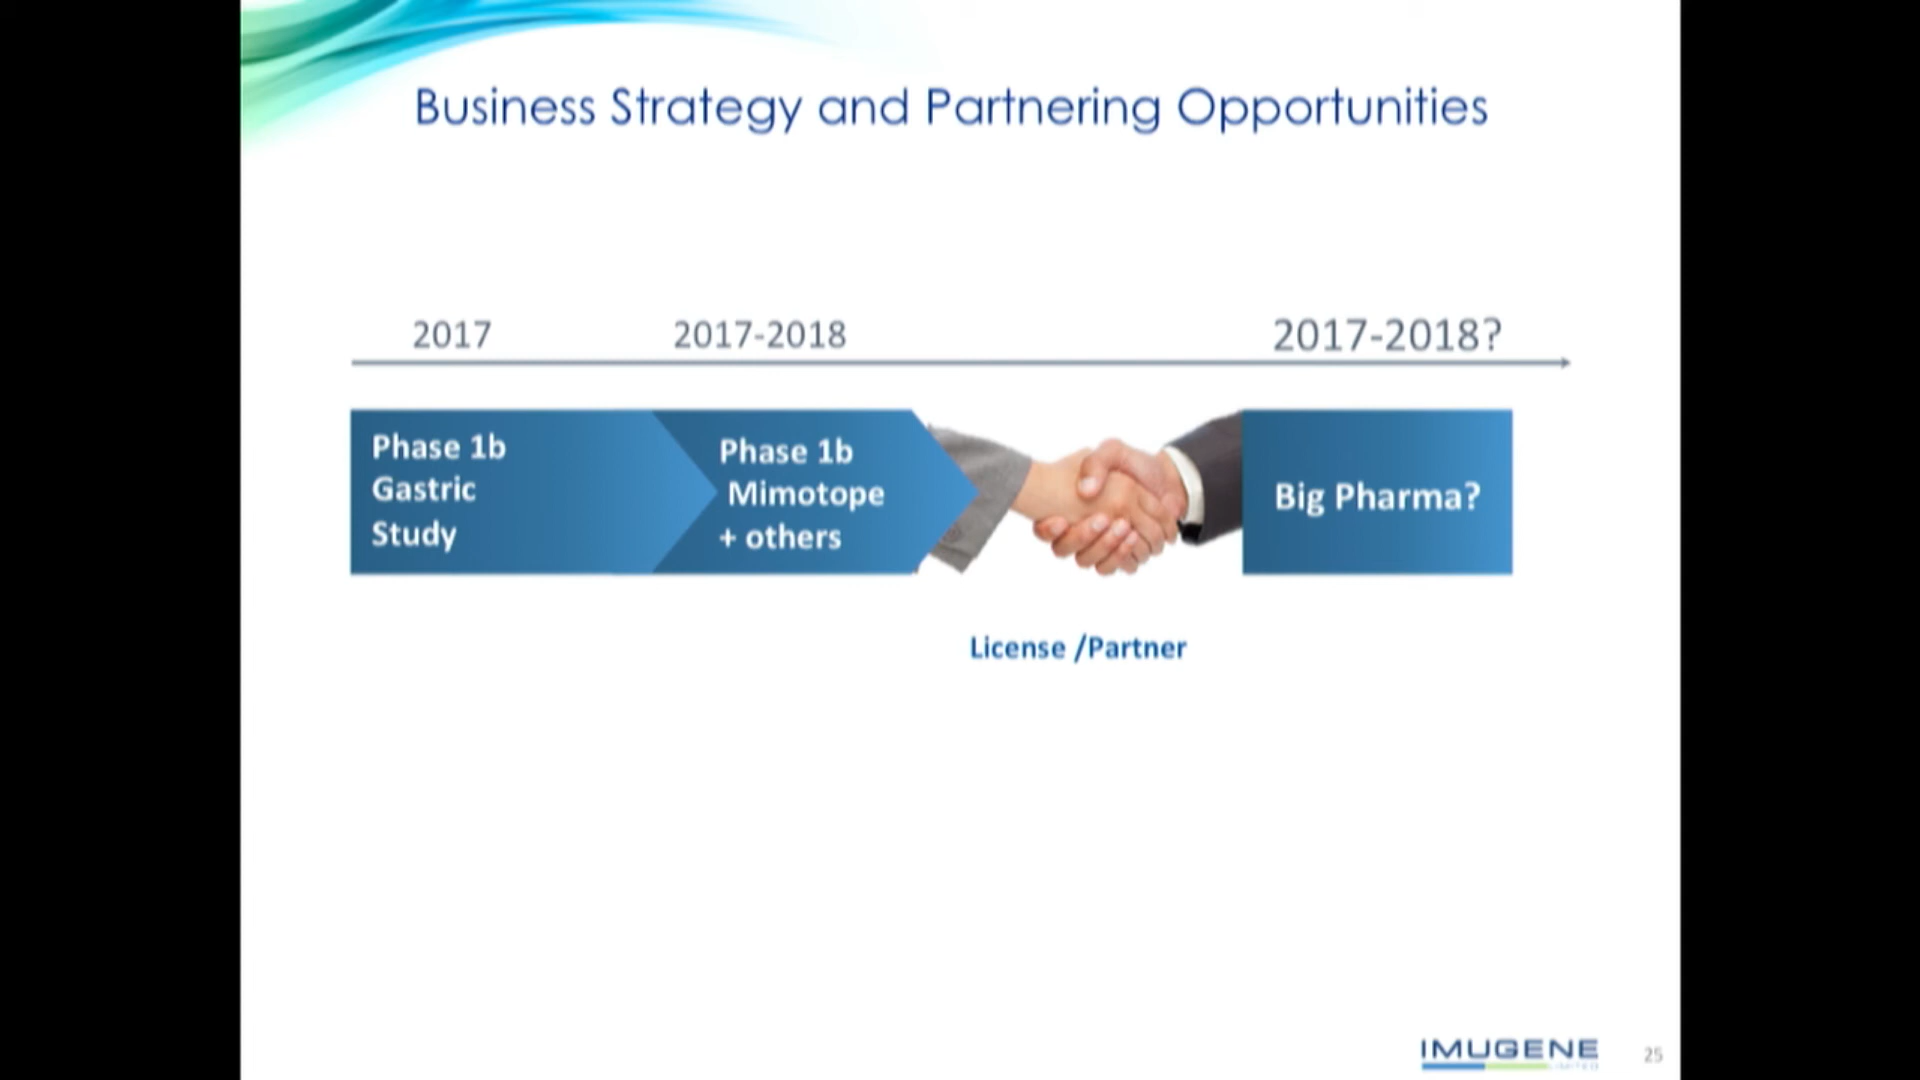 Business Strategy and Partnering Opportunities
2017
2017-2018
2017-2018?
Phase 1b
Gastric
Study
Phase 1b
Mimotope
+ others
Big Pharma?
License /Partner
IMUGENE
LIMITED
25